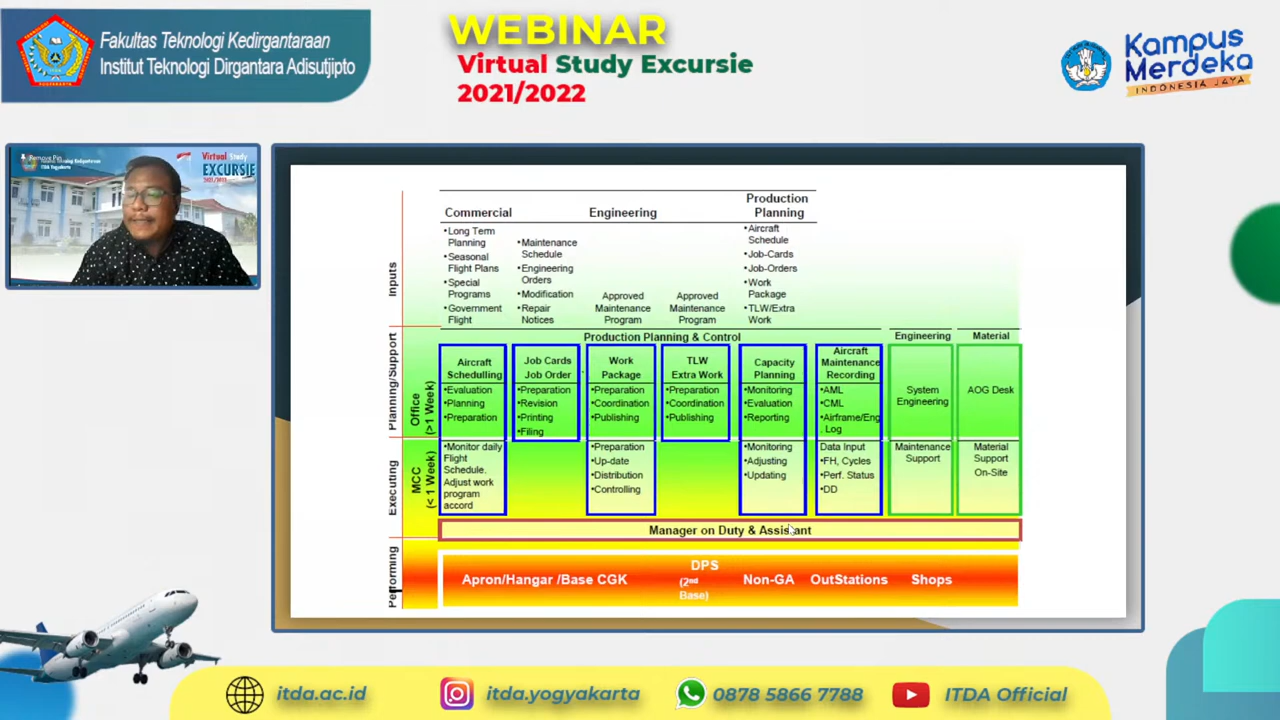 Fakultas Teknologi Kedirgantaraan
Institut Teknologi Dirgantara Adisutjipto
WEBINAR
Virtual Study Excursie
2021/2022
Kampus
Merdeka
INDONESIA JAYA
Remove Pin
ITDA Yogyakarta
Virtual Study
EXCURSIE
2021/2022
Inputs
Commercial
Engineering
Production
Planning
•Long Term
Planning
•Seasonal
Flight Plans
•Special
Programs
•Government
Flight
•Maintenance
Schedule
•Engineering
Orders
•Modification
•Repair
Notices
Approved
Maintenance
Program
Approved
Maintenance
Program
•Aircraft
Schedule
•Job-Cards
•Job-Orders
•Work
Package
•TLW/Extra
Work
Planning/Support
Office
(>1 Week)
Production Planning & Control
Engineering
Material
Aircraft
Schedulling
•Evaluation
•Planning
•Preparation
Job Cards
Job Order
•Preparation
•Revision
•Printing
•Filing
Work
Package
•Preparation
•Coordination
•Publishing
TLW
Extra Work
•Preparation
•Coordination
•Publishing
Capacity
Planning
•Monitoring
•Evaluation
•Reporting
Aircraft
Maintenance
Recording
•AML
•CML
•Airframe/Eng
Log
System
Engineering
AOG Desk
Executing
MCC
(< 1 Week)
•Monitor daily
Flight
Schedule.
Adjust work
program
accord
•Preparation
•Up-date
•Distribution
•Controlling
•Monitoring
•Adjusting
•Updating
Data Input
•FH, Cycles
•Perf. Status
•DD
Maintenance
Support
Material
Support
On-Site
Manager on Duty & Assistant
Performing
Apron/Hangar /Base CGK
DPS
(2nd
Base)
Non-GA
OutStations
Shops
itda.ac.id
itda.yogyakarta
0878 5866 7788
ITDA Official